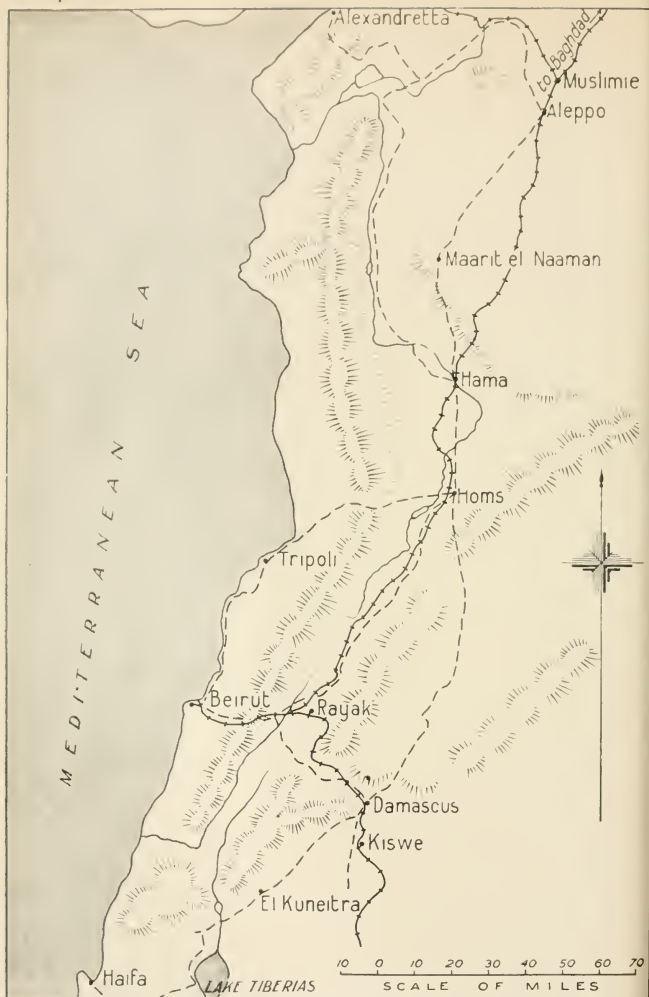 Alexandretta
to Baghdad
Muslimie
Aleppo
Maarit el Naaman
MEDITERRANEAN SEA
Hama
Homs
Tripoli
Beirut
Rayak
Damascus
Kiswe
El Kuneitra
Haifa
LAKE TIBERIAS
10 0 10 20 30 40 50 60 70
SCALE OF MILES